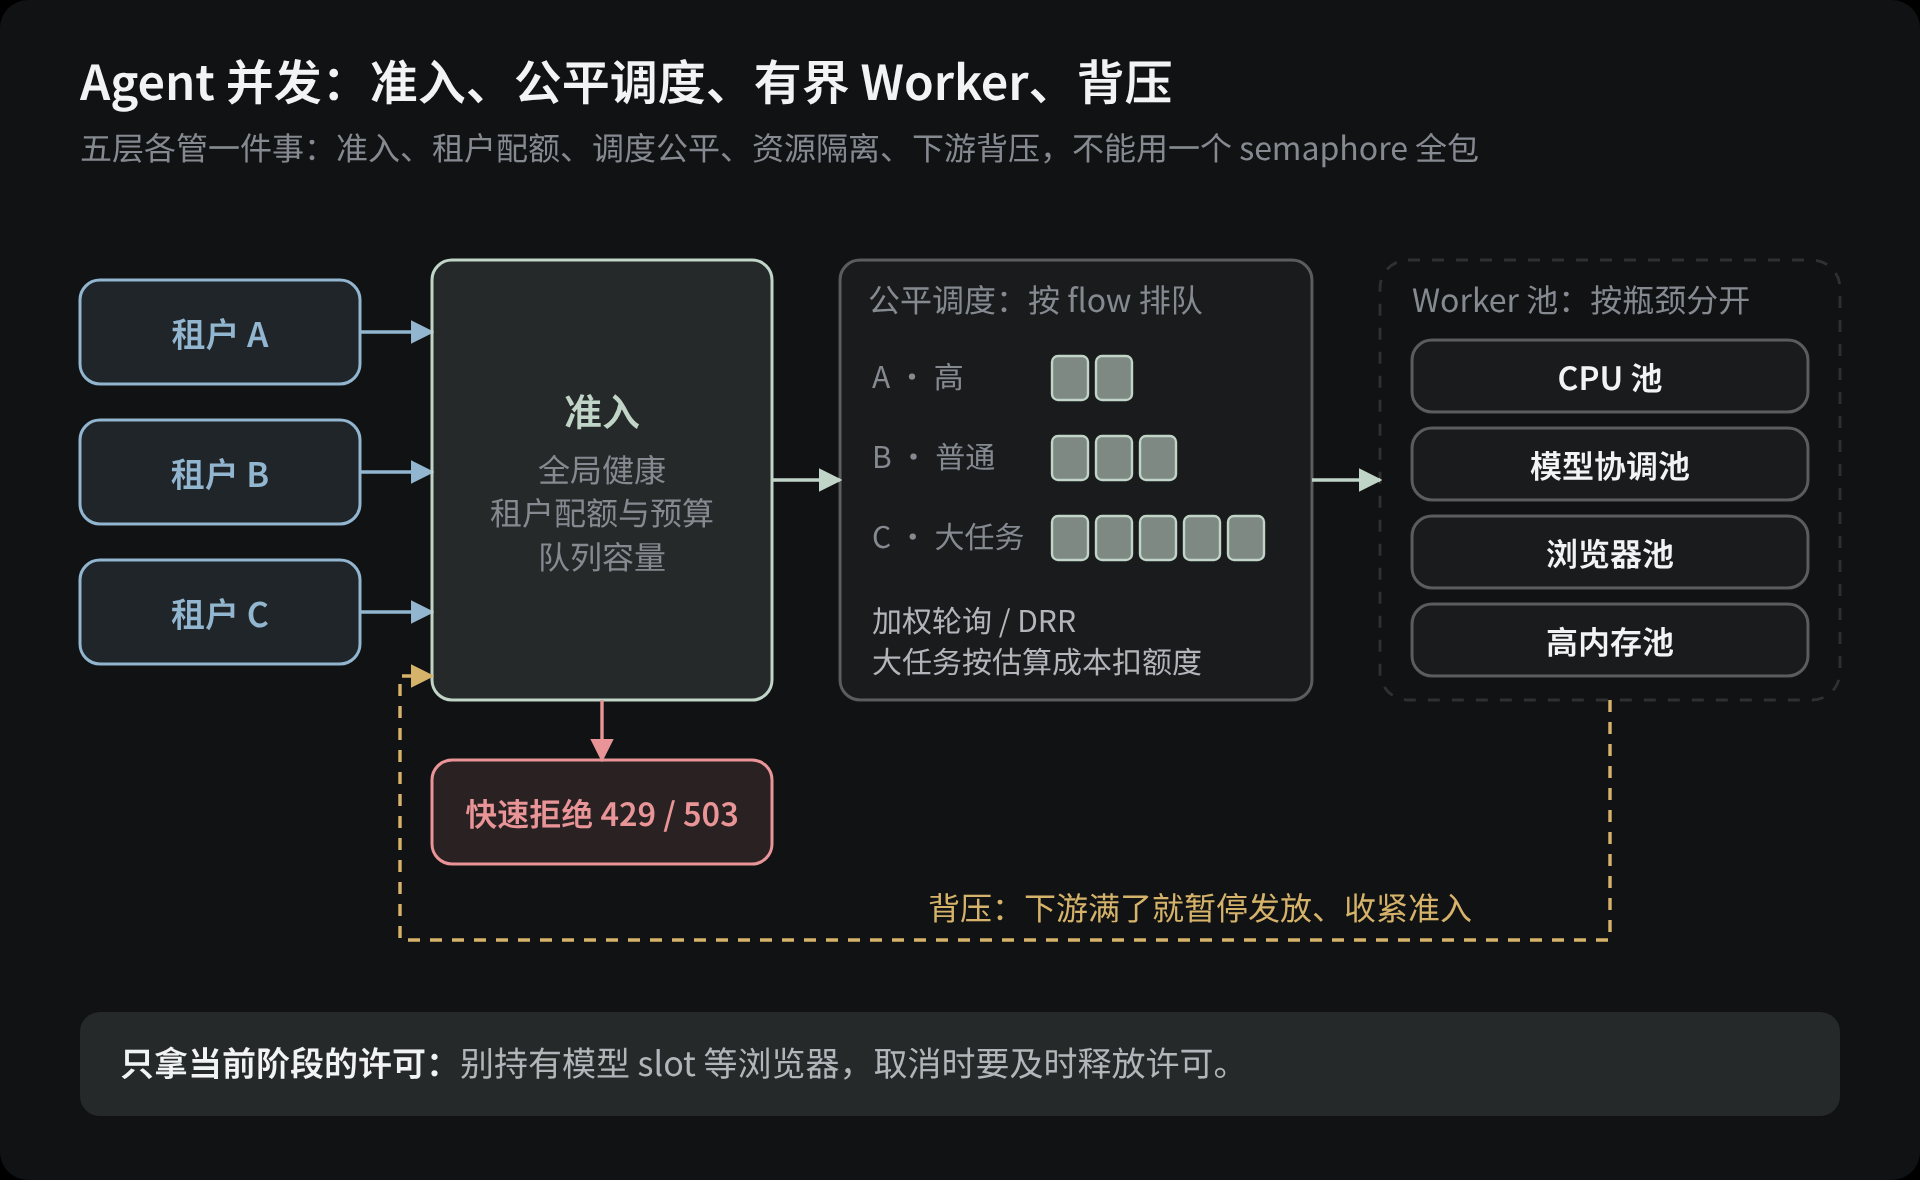 Agent 并发：准入、公平调度、有界 Worker、背压
五层各管一件事：准入、租户配额、调度公平、资源隔离、下游背压，不能用一个 semaphore 全包
租户 A
租户 B
租户 C
准入
全局健康
租户配额与预算
队列容量
快速拒绝 429 / 503
公平调度：按 flow 排队
A · 高
B · 普通
C · 大任务
加权轮询 / DRR
大任务按估算成本扣额度
Worker 池：按瓶颈分开
CPU 池
模型协调池
浏览器池
高内存池
背压：下游满了就暂停发放、收紧准入
只拿当前阶段的许可：别持有模型 slot 等浏览器，取消时要及时释放许可。